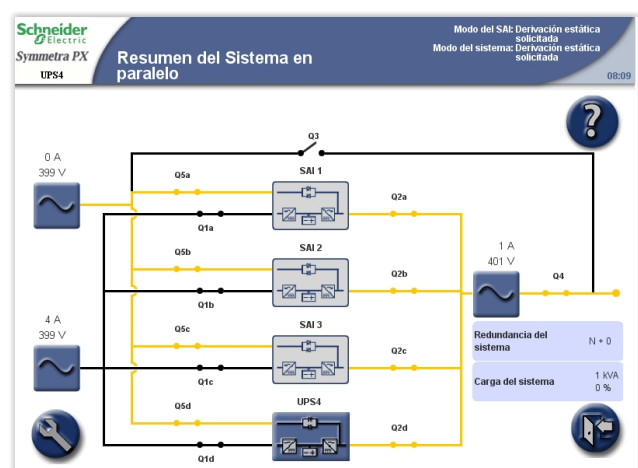 Schneider
Electric
Symmetra PX
UPS4
Resumen del Sistema en
paralelo
Modo del SAI: Derivación estática
solicitada
Modo del sistema: Derivación estática
solicitada
08:09
?
Q3
0 A
399 V
Q5a
SAI 1
Q2a
Q1a
Q5b
SAI 2
Q2b
Q1b
1 A
401 V
Q4
4 A
399 V
Q5c
SAI 3
Q2c
Q1c
Redundancia del
sistema
N + 0
Carga del sistema
1 kVA
0 %
Q5d
UPS4
Q2d
Q1d